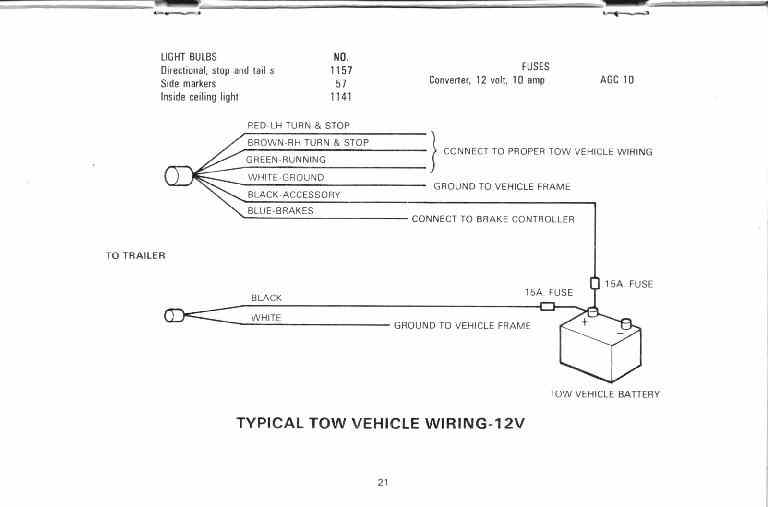 LIGHT BULBS NO.
Directional, stop and tail s 1157
Side markers 57
Inside ceiling light 1141
FUSES
Converter, 12 volt, 10 amp AGC 10
RED-LH TURN & STOP
BROWN-RH TURN & STOP
GREEN-RUNNING
CONNECT TO PROPER TOW VEHICLE WIRING
WHITE-GROUND
GROUND TO VEHICLE FRAME
BLACK-ACCESSORY
BLUE-BRAKES
CONNECT TO BRAKE CONTROLLER
TO TRAILER
15A. FUSE
15A. FUSE
BLACK
WHITE
GROUND TO VEHICLE FRAME
+ −
TOW VEHICLE BATTERY
TYPICAL TOW VEHICLE WIRING-12V
21